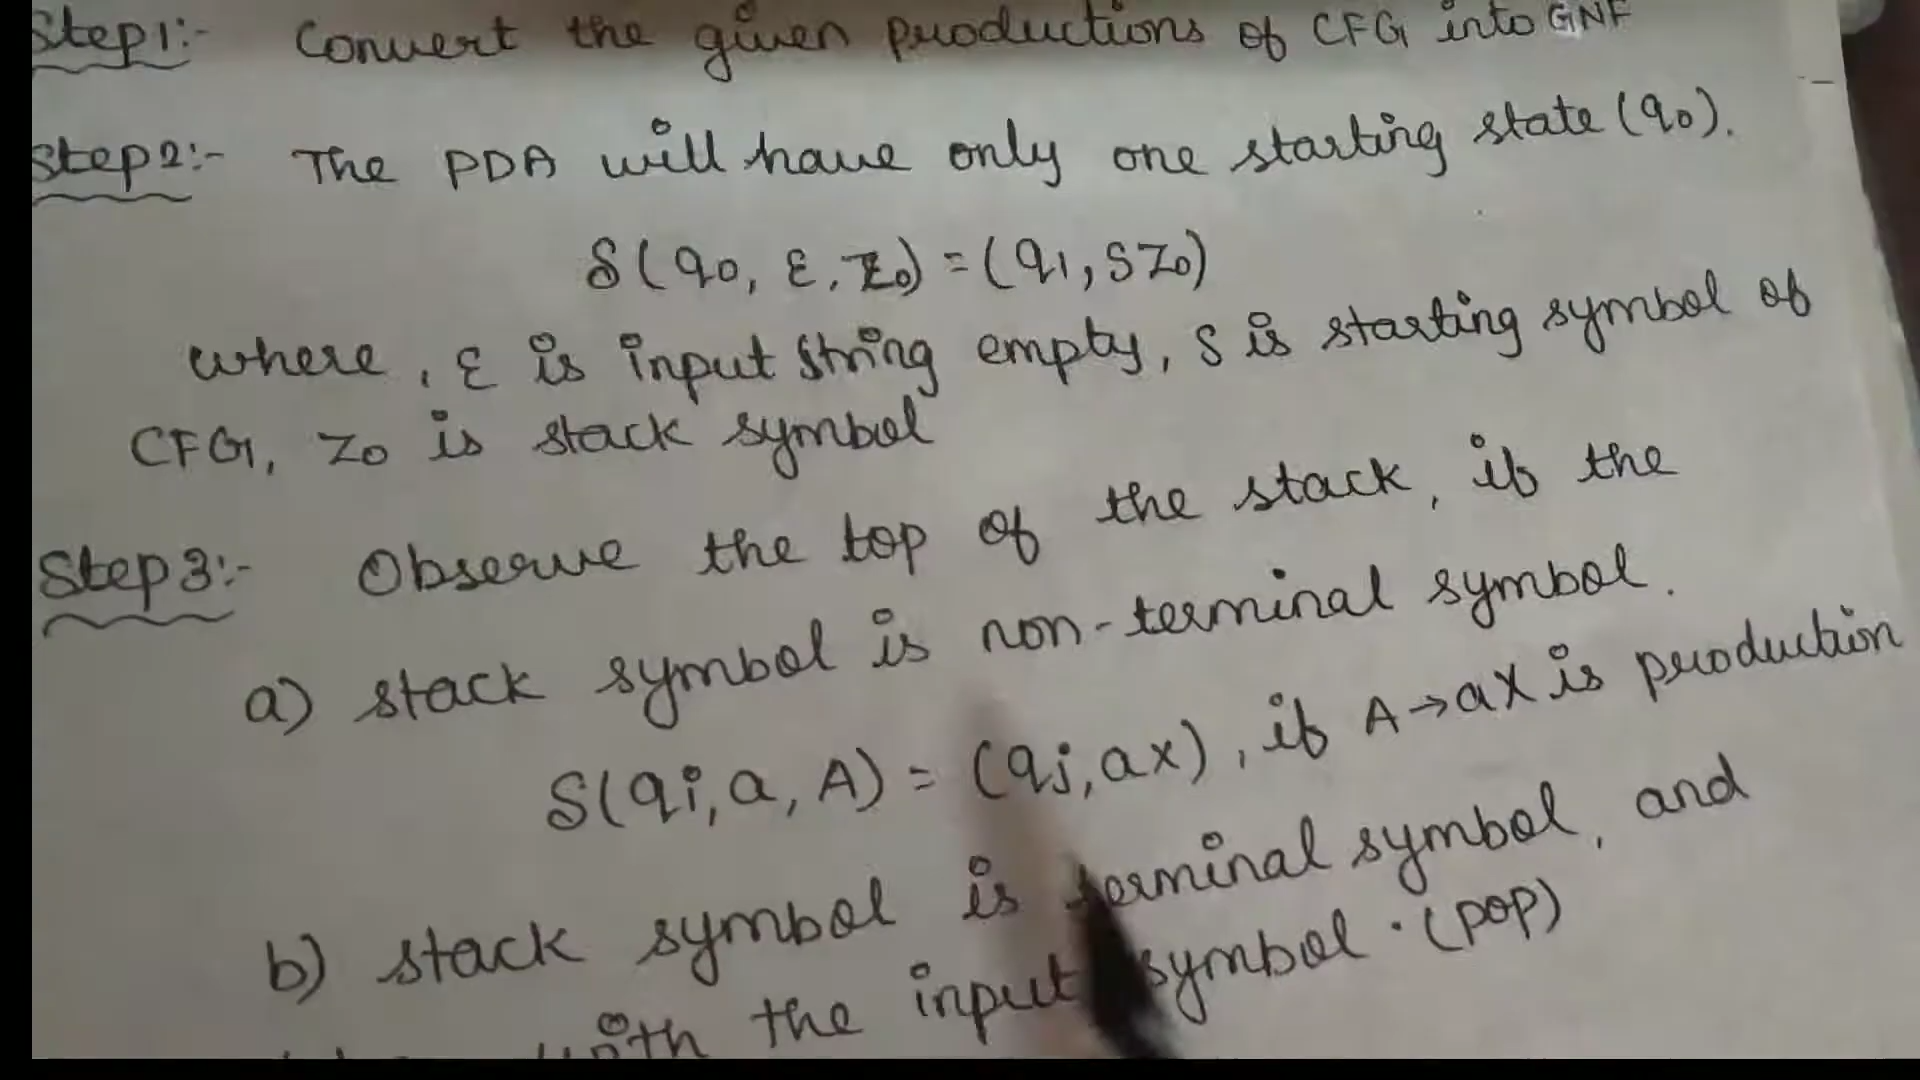 Step1:- Convert the given productions of CFG into GNF
Step2:- The PDA will have only one starting state (q0).
δ(q0, ε, Z0) = (q1, SZ0)
where, ε is input string empty, S is starting symbol of
CFG, Z0 is stack symbol
Step3:- Observe the top of the stack, if the
a) stack symbol is non-terminal symbol.
δ(qi, a, A) = (qj, ax), if A→aX is production
b) stack symbol is terminal symbol, and
with the input symbol. (pop)